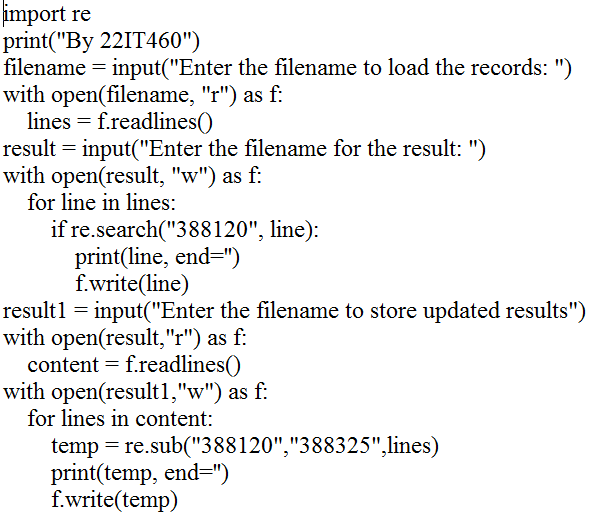 import re
print("By 22IT460")
filename = input("Enter the filename to load the records: ")
with open(filename, "r") as f:
    lines = f.readlines()
result = input("Enter the filename for the result: ")
with open(result, "w") as f:
    for line in lines:
        if re.search("388120", line):
            print(line, end='')
            f.write(line)
result1 = input("Enter the filename to store updated results")
with open(result,"r") as f:
    content = f.readlines()
with open(result1,"w") as f:
    for lines in content:
        temp = re.sub("388120","388325",lines)
        print(temp, end='')
        f.write(temp)